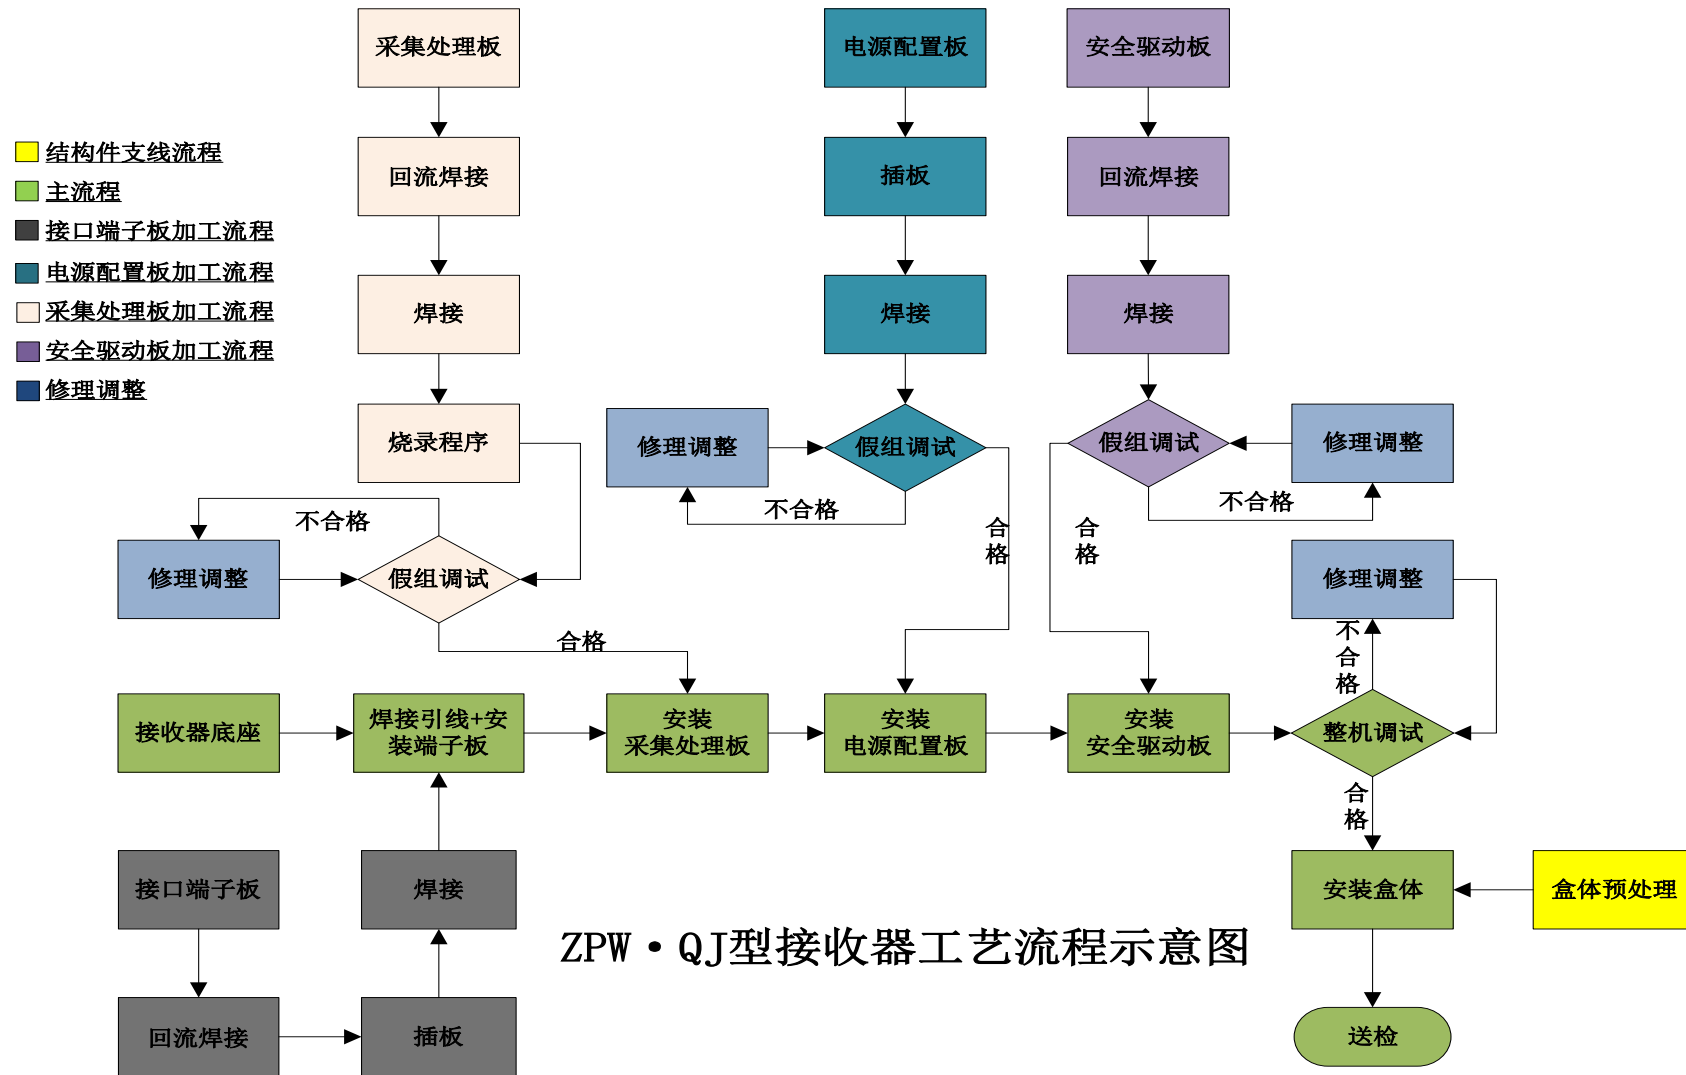 采集处理板
电源配置板
安全驱动板
结构件支线流程
主流程
接口端子板加工流程
电源配置板加工流程
采集处理板加工流程
安全驱动板加工流程
修理调整
回流焊接
插板
回流焊接
焊接
焊接
焊接
烧录程序
修理调整
假组调试
假组调试
修理调整
不合格
不合格
不合格
合
格
合
格
修理调整
假组调试
修理调整
合格
不
合
格
接收器底座
焊接引线+安
装端子板
安装
采集处理板
安装
电源配置板
安装
安全驱动板
整机调试
合
格
接口端子板
焊接
安装盒体
盒体预处理
ZPW·QJ型接收器工艺流程示意图
回流焊接
插板
送检